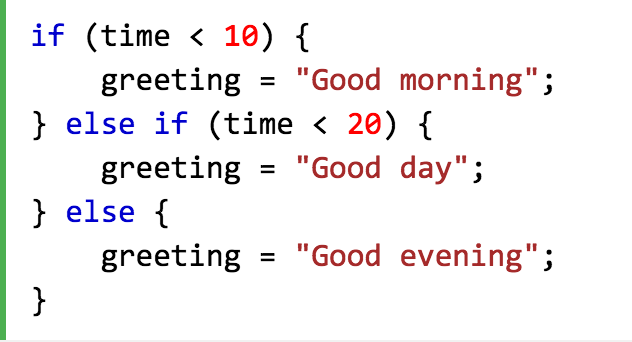 if (time < 10) {
    greeting = "Good morning";
} else if (time < 20) {
    greeting = "Good day";
} else {
    greeting = "Good evening";
}